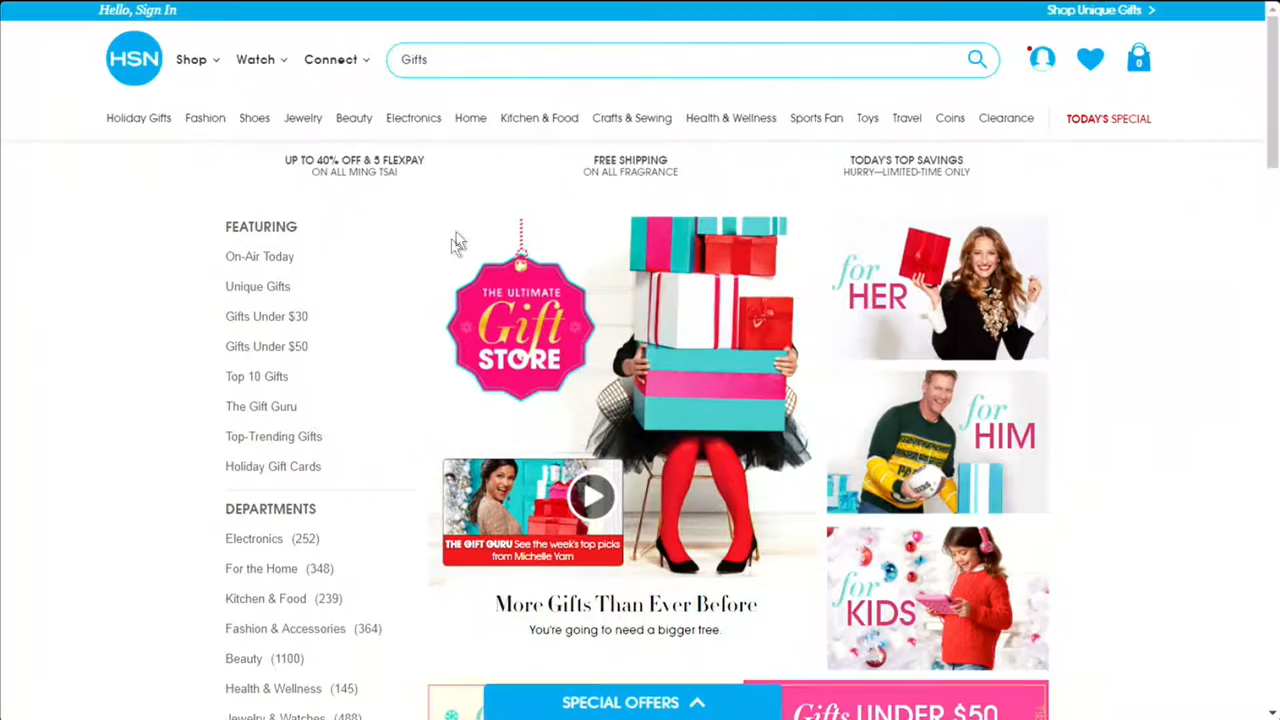 Hello, Sign In
Shop Unique Gifts
HSN
Shop
Watch
Connect
Gifts
0
Holiday Gifts
Fashion
Shoes
Jewelry
Beauty
Electronics
Home
Kitchen & Food
Crafts & Sewing
Health & Wellness
Sports Fan
Toys
Travel
Coins
Clearance
TODAY'S SPECIAL
UP TO 40% OFF & 5 FLEXPAY
ON ALL MING TSAI
FREE SHIPPING
ON ALL FRAGRANCE
TODAY'S TOP SAVINGS
HURRY—LIMITED-TIME ONLY
FEATURING
On-Air Today
Unique Gifts
Gifts Under $30
Gifts Under $50
Top 10 Gifts
The Gift Guru
Top-Trending Gifts
Holiday Gift Cards
DEPARTMENTS
Electronics (252)
For the Home (348)
Kitchen & Food (239)
Fashion & Accessories (364)
Beauty (1100)
Health & Wellness (145)
Jewelry & Watches (488)
THE ULTIMATE
Gift
STORE
THE GIFT GURU See the week's top picks
from Michelle Yarn
More Gifts Than Ever Before
You're going to need a bigger tree.
for
HER
for
HIM
for
KIDS
SPECIAL OFFERS
Gifts UNDER $50